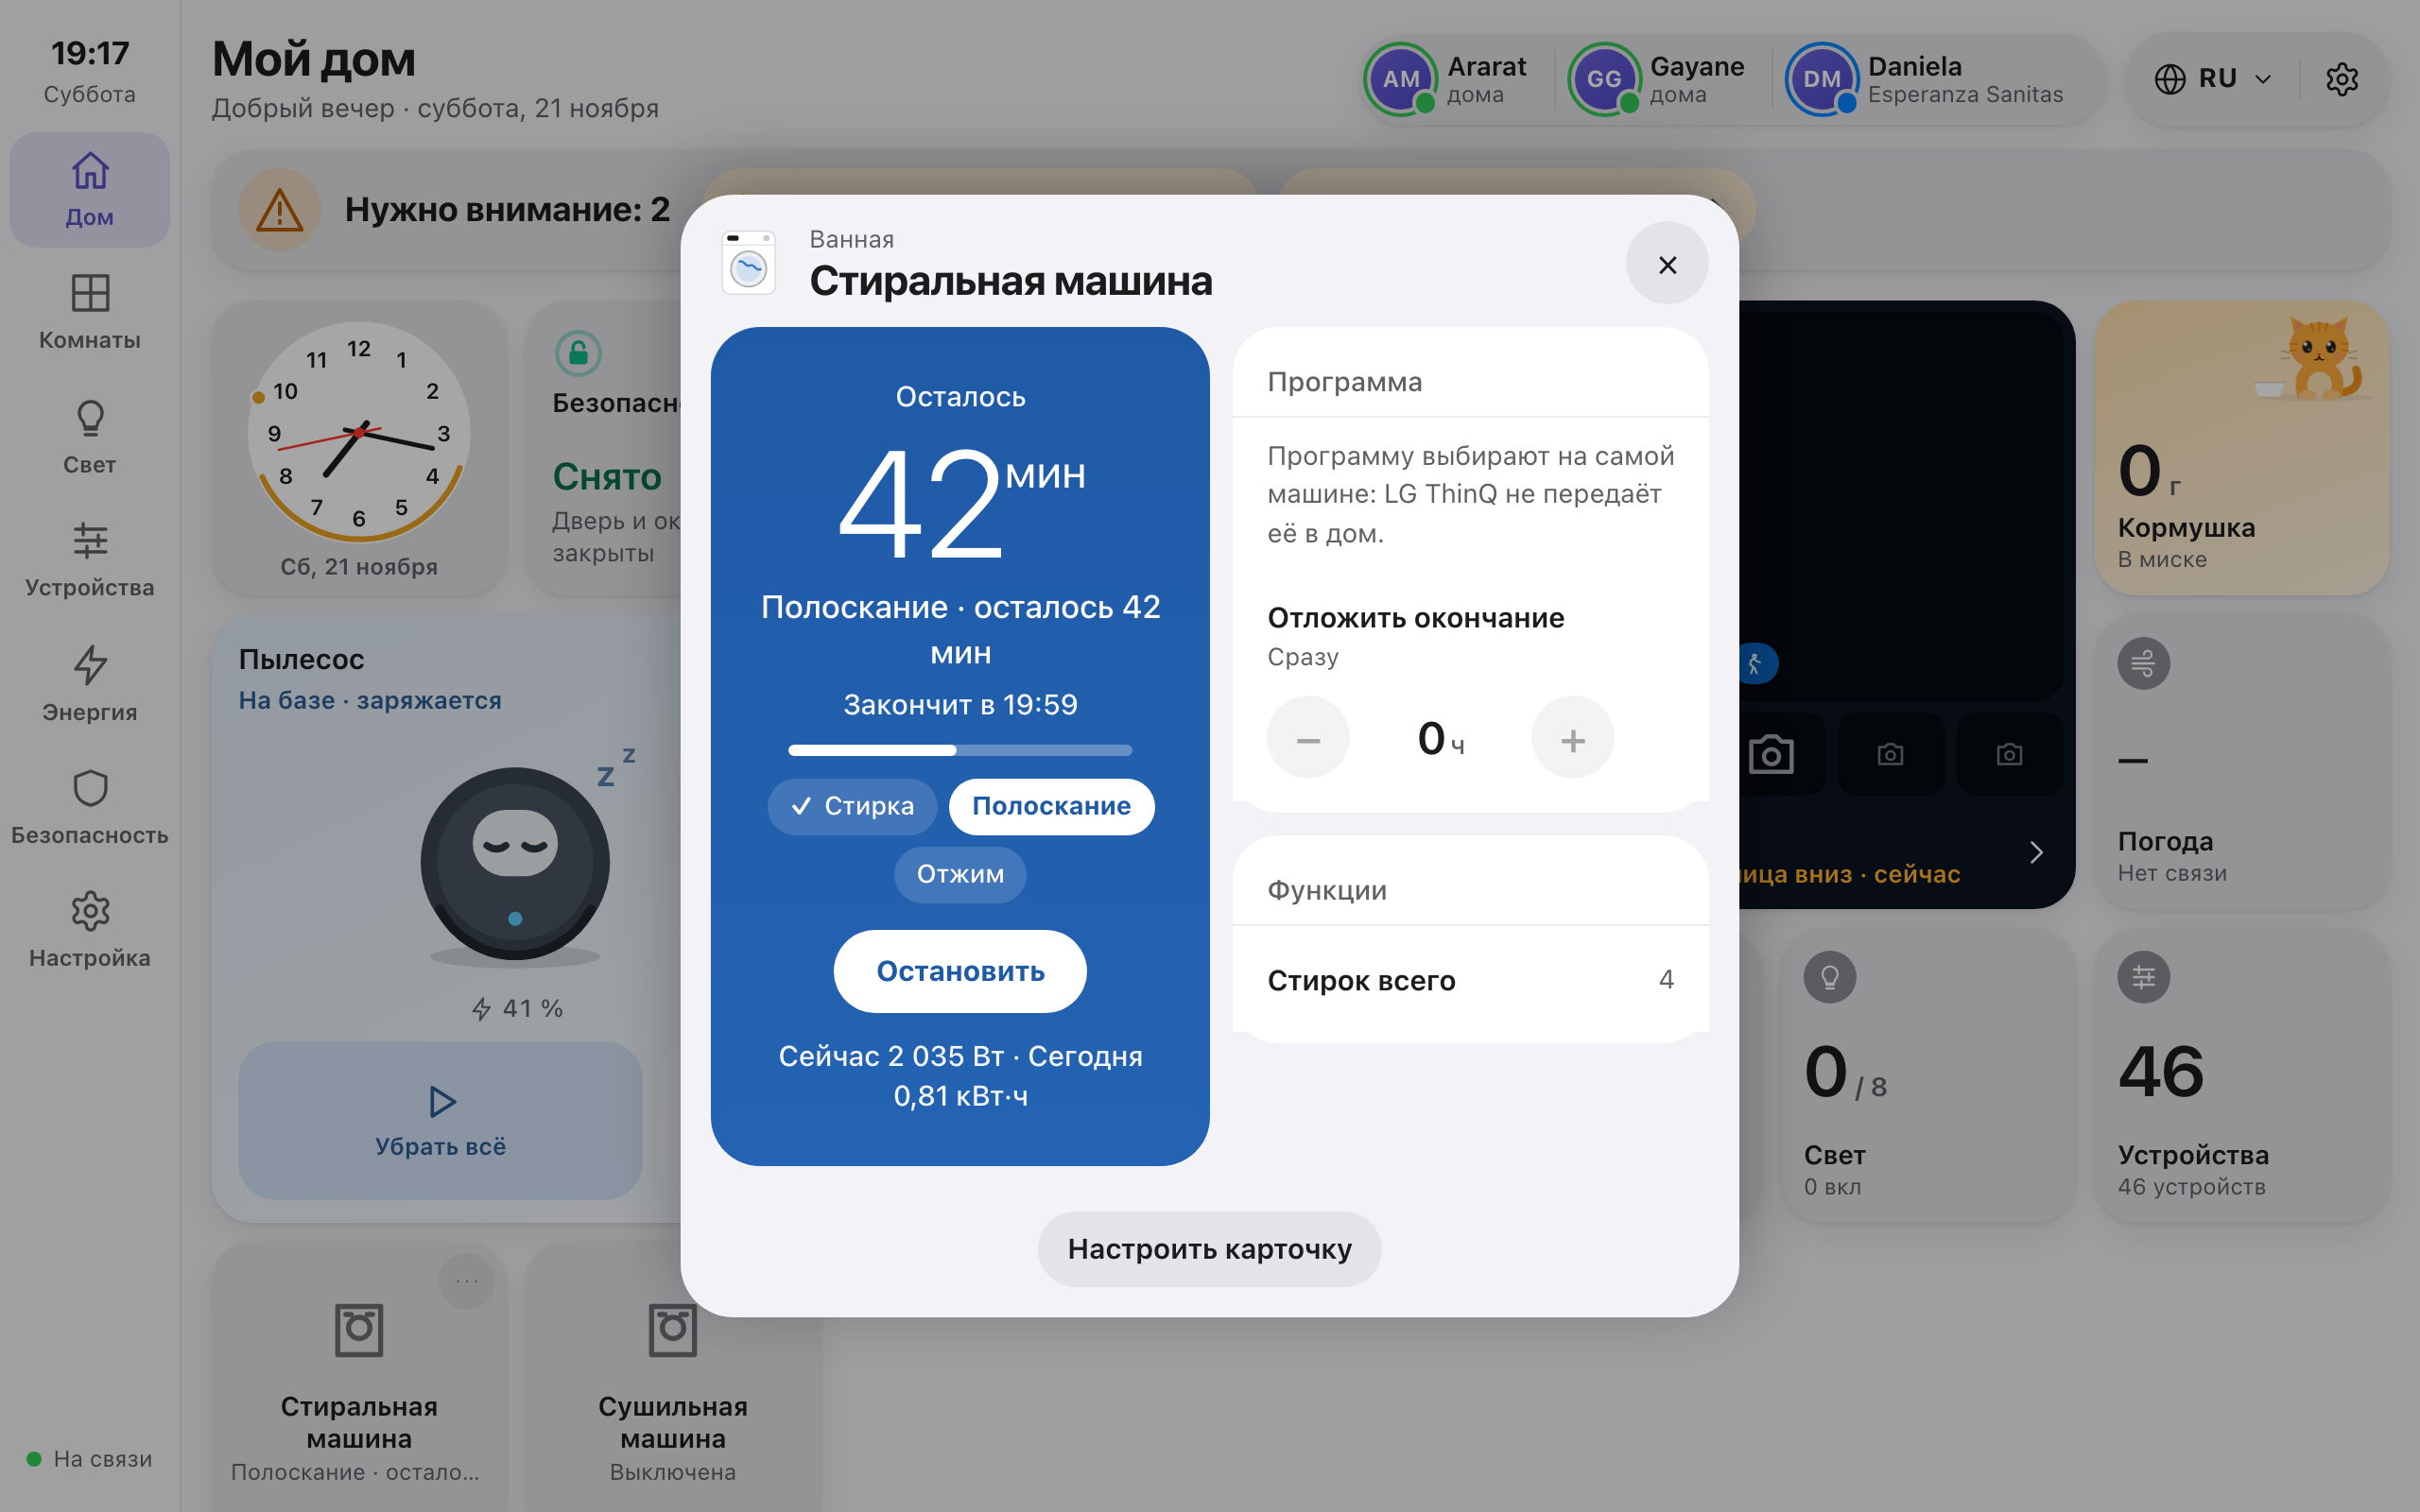 19:17
Суббота
Дом
Комнаты
Свет
Устройства
Энергия
Безопасность
Настройка
На связи
Мой дом
Добрый вечер · суббота, 21 ноября
AM
Ararat
дома
GG
Gayane
дома
DM
Daniela
Esperanza Sanitas
RU
Нужно внимание: 2
12
1
2
3
4
5
6
7
8
9
10
11
Сб, 21 ноября
Снято
закрыты
Пылесос
На базе · заряжается
z
z
41 %
Убрать всё
Ванная
Стиральная машина
Осталось
42 мин
Полоскание · осталось 42
мин
Закончит в 19:59
Стирка
Полоскание
Отжим
Остановить
Сейчас 2 035 Вт · Сегодня
0,81 кВт·ч
Программа
Программу выбирают на самой
машине: LG ThinQ не передаёт
её в дом.
Отложить окончание
Сразу
0 ч
Функции
Стирок всего
4
Настроить карточку
вниз · сейчас
0 г
Кормушка
В миске
—
Погода
Нет связи
0 / 8
Свет
0 вкл
46
Устройства
46 устройств
Стиральная
машина
Полоскание · остало...
Сушильная
машина
Выключена